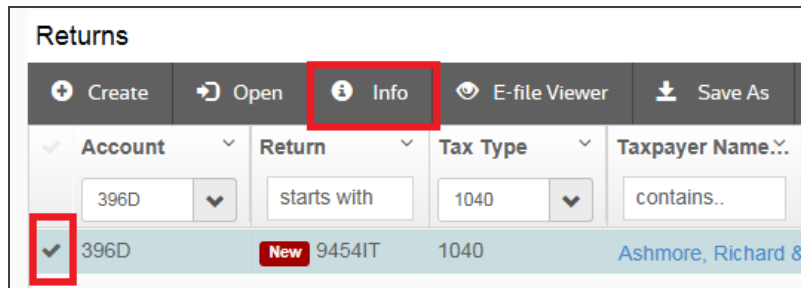 Returns
Create Open Info E-file Viewer Save As
Account Return Tax Type Taxpayer Name...
396D starts with 1040 contains..
396D New 9454IT 1040 Ashmore, Richard &